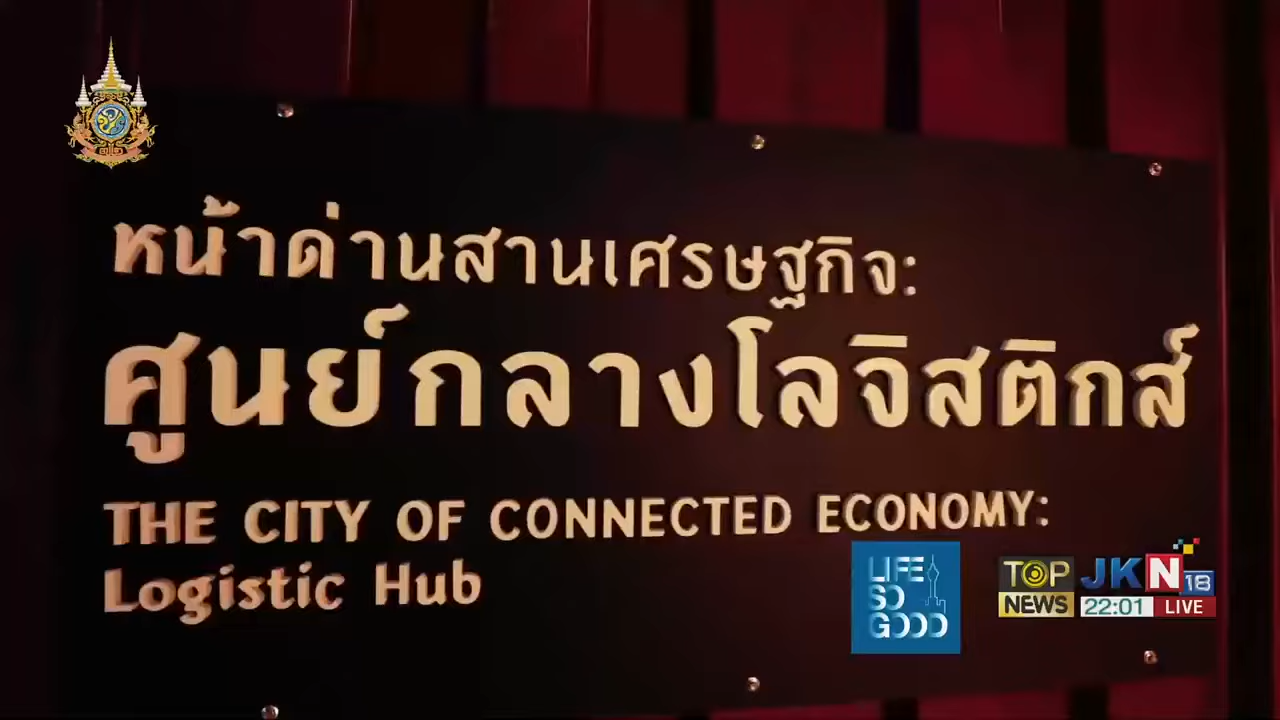 หน้าด่านสานเศรษฐกิจ:
ศูนย์กลางโลจิสติกส์
THE CITY OF CONNECTED ECONOMY:
Logistic Hub
LIFE
SO
GOOD
TOP
NEWS
JKN18
22:01 LIVE